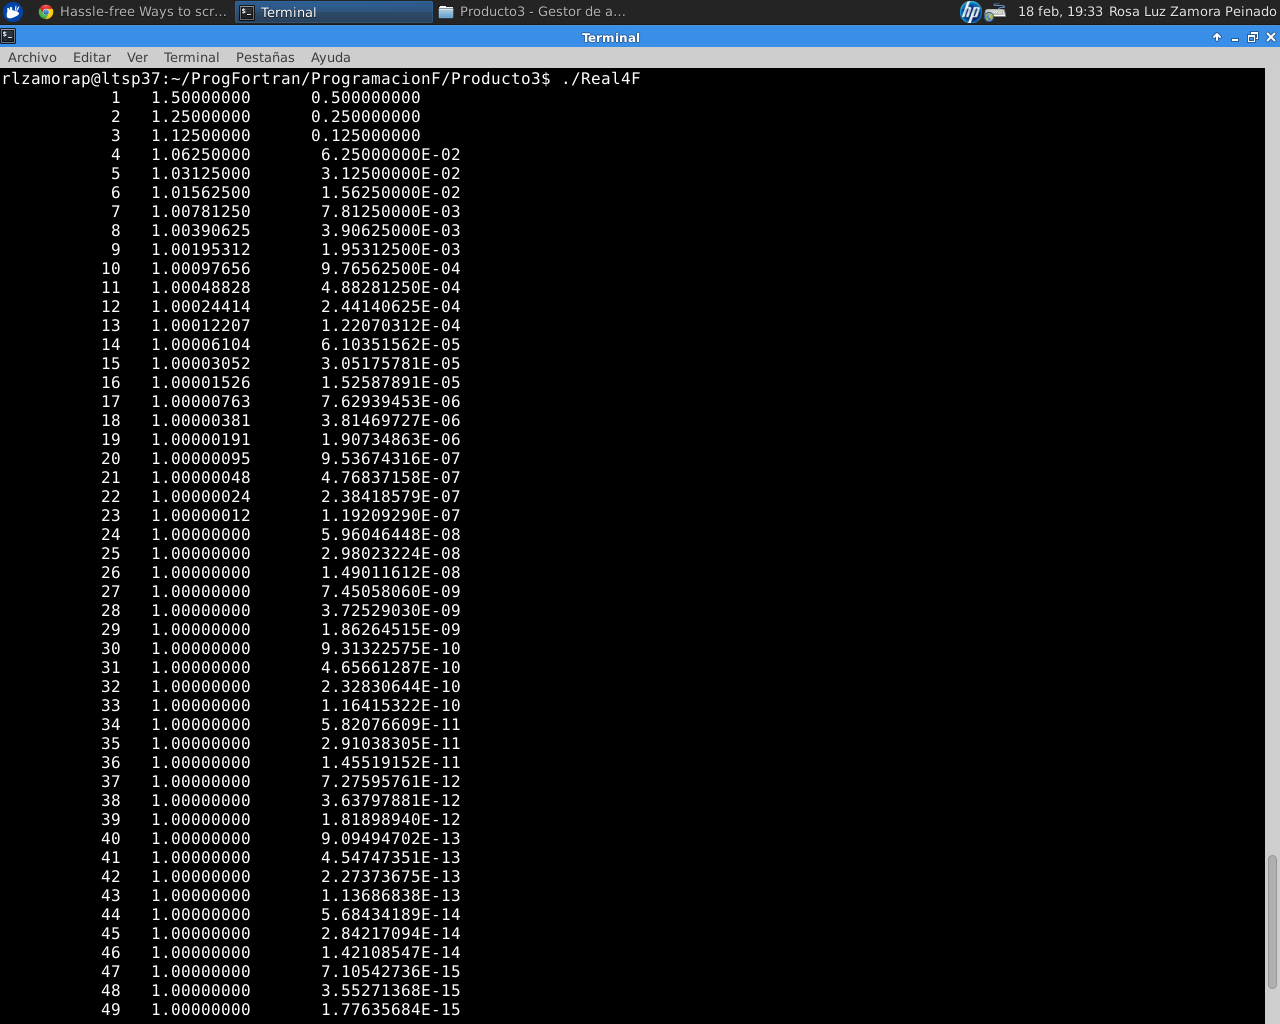 Hassle-free Ways to scr... Terminal Producto3 - Gestor de a... hp 18 feb, 19:33 Rosa Luz Zamora Peinado
Terminal
Archivo Editar Ver Terminal Pestañas Ayuda
rlzamorap@ltsp37:~/ProgFortran/ProgramacionF/Producto3$ ./Real4F
1 1.50000000 0.500000000
2 1.25000000 0.250000000
3 1.12500000 0.125000000
4 1.06250000 6.25000000E-02
5 1.03125000 3.12500000E-02
6 1.01562500 1.56250000E-02
7 1.00781250 7.81250000E-03
8 1.00390625 3.90625000E-03
9 1.00195312 1.95312500E-03
10 1.00097656 9.76562500E-04
11 1.00048828 4.88281250E-04
12 1.00024414 2.44140625E-04
13 1.00012207 1.22070312E-04
14 1.00006104 6.10351562E-05
15 1.00003052 3.05175781E-05
16 1.00001526 1.52587891E-05
17 1.00000763 7.62939453E-06
18 1.00000381 3.81469727E-06
19 1.00000191 1.90734863E-06
20 1.00000095 9.53674316E-07
21 1.00000048 4.76837158E-07
22 1.00000024 2.38418579E-07
23 1.00000012 1.19209290E-07
24 1.00000000 5.96046448E-08
25 1.00000000 2.98023224E-08
26 1.00000000 1.49011612E-08
27 1.00000000 7.45058060E-09
28 1.00000000 3.72529030E-09
29 1.00000000 1.86264515E-09
30 1.00000000 9.31322575E-10
31 1.00000000 4.65661287E-10
32 1.00000000 2.32830644E-10
33 1.00000000 1.16415322E-10
34 1.00000000 5.82076609E-11
35 1.00000000 2.91038305E-11
36 1.00000000 1.45519152E-11
37 1.00000000 7.27595761E-12
38 1.00000000 3.63797881E-12
39 1.00000000 1.81898940E-12
40 1.00000000 9.09494702E-13
41 1.00000000 4.54747351E-13
42 1.00000000 2.27373675E-13
43 1.00000000 1.13686838E-13
44 1.00000000 5.68434189E-14
45 1.00000000 2.84217094E-14
46 1.00000000 1.42108547E-14
47 1.00000000 7.10542736E-15
48 1.00000000 3.55271368E-15
49 1.00000000 1.77635684E-15